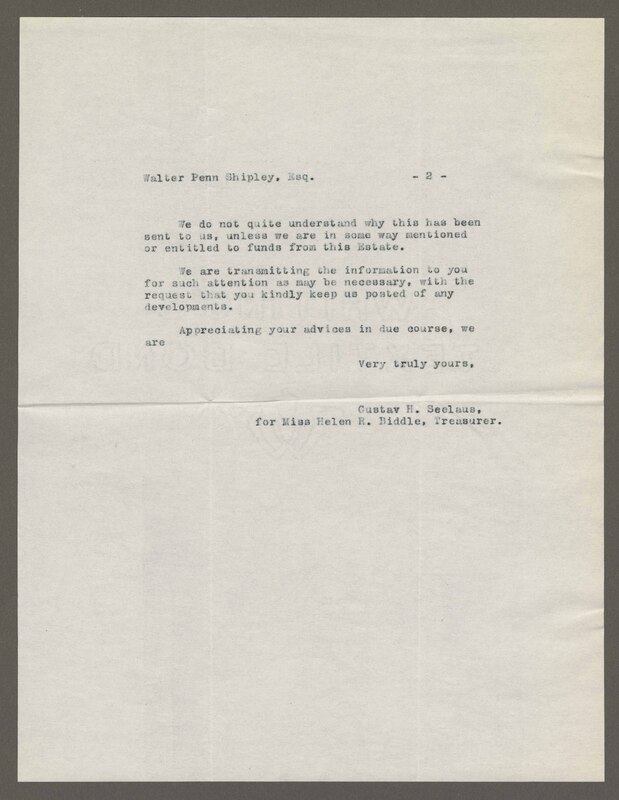 Walter Penn Shipley, Esq. - 2 -
We do not quite understand why this has been
sent to us, unless we are in some way mentioned
or entitled to funds from this Estate.
We are transmitting the information to you
for such attention as may be necessary, with the
request that you kindly keep us posted of any
developments.
Appreciating your advices in due course, we
are
Very truly yours,
Gustav H. Seelaus,
for Miss Helen R. Biddle, Treasurer.